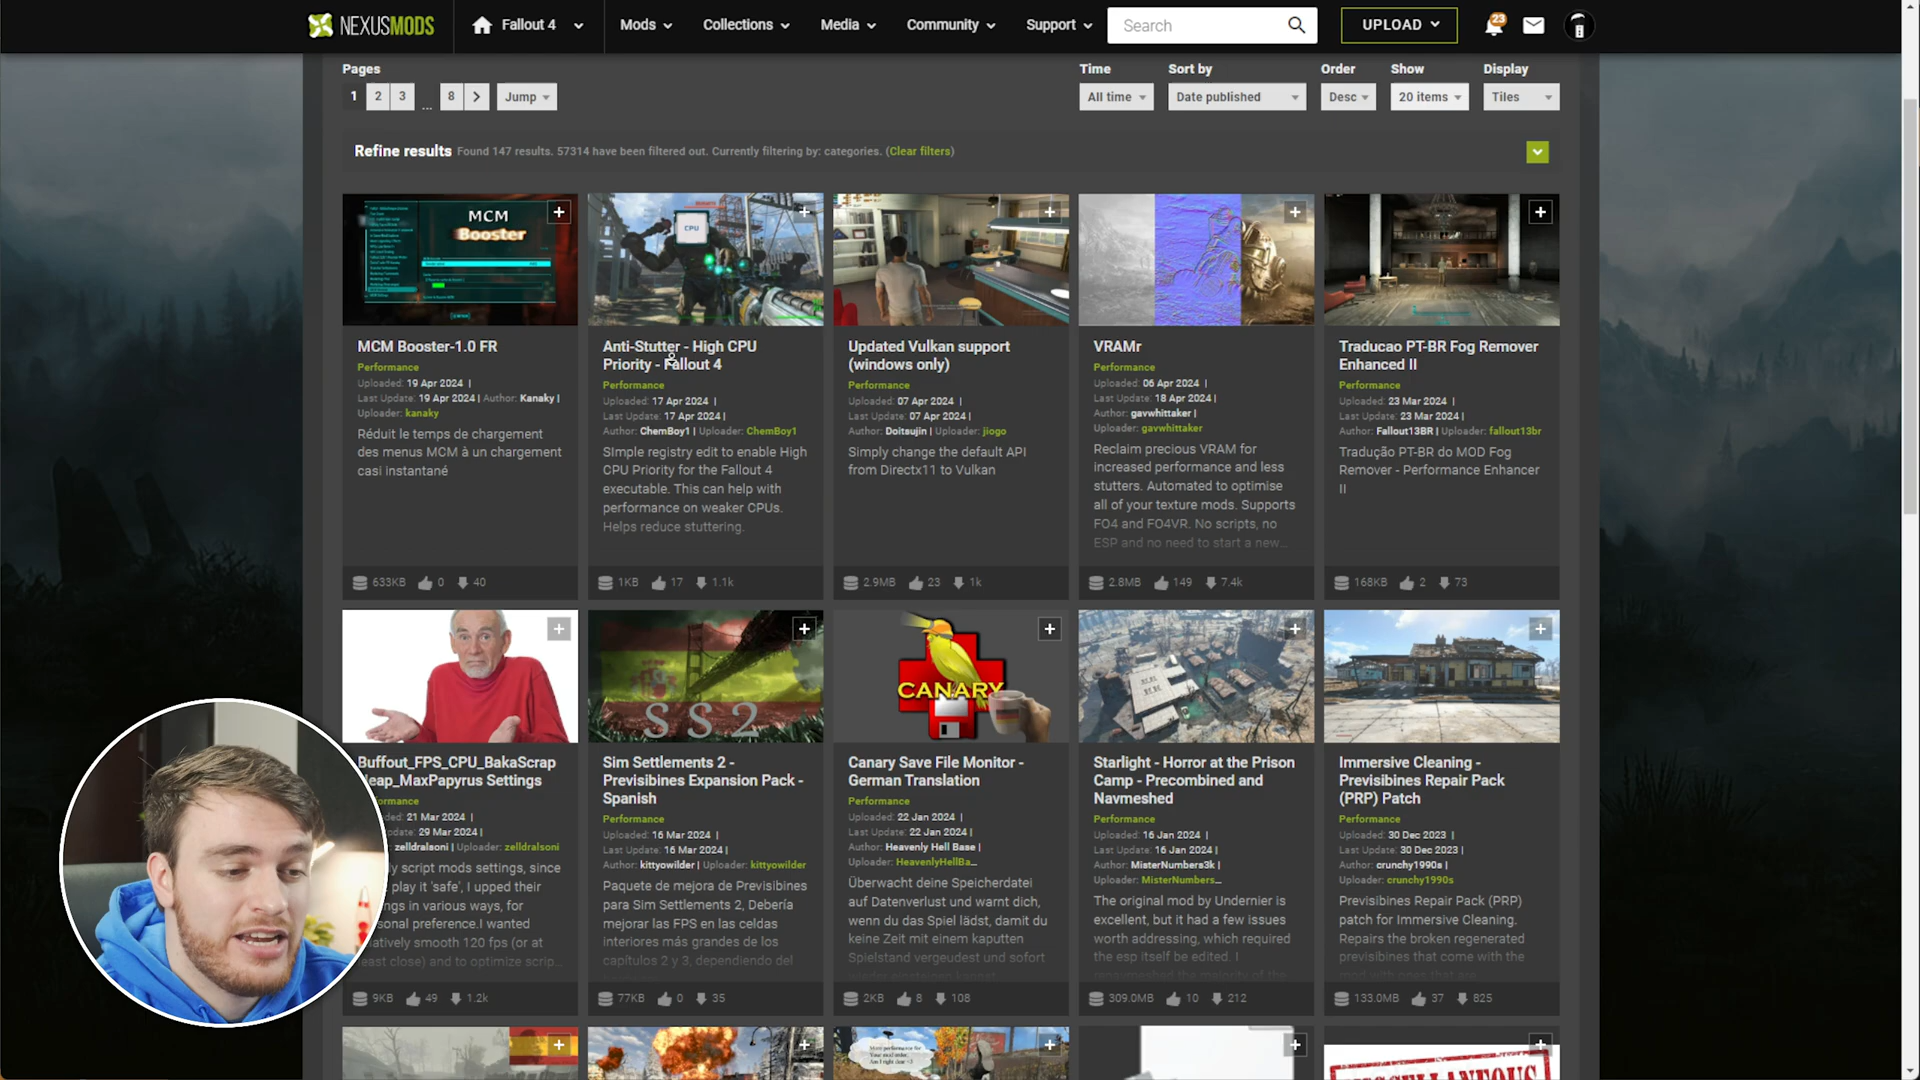 NEXUSMODS
Fallout 4
Mods
Collections
Media
Community
Support
Search
UPLOAD
23
Pages
1 2 3 ... 8
Jump
Time
All time
Sort by
Date published
Order
Desc
Show
20 items
Display
Tiles
Refine results Found 147 results. 57314 have been filtered out. Currently filtering by: categories. (Clear filters)
MCM
Booster
MCM Booster-1.0 FR
Performance
Uploaded: 19 Apr 2024 |
Last Update: 19 Apr 2024 | Author: Kanaky |
Uploader: kanaky
Réduit le temps de chargement
des menus MCM à un chargement
casi instantané
633KB 0 40
CPU
Anti-Stutter - High CPU
Priority - Fallout 4
Performance
Uploaded: 17 Apr 2024 |
Last Update: 17 Apr 2024 |
Author: ChemBoy1 | Uploader: ChemBoy1
SImple registry edit to enable High
CPU Priority for the Fallout 4
executable. This can help with
performance on weaker CPUs.
Helps reduce stuttering.
1KB 17 1.1k
Updated Vulkan support
(windows only)
Performance
Uploaded: 07 Apr 2024 |
Last Update: 07 Apr 2024 |
Author: Doitsujin | Uploader: jiogo
Simply change the default API
from Directx11 to Vulkan
2.9MB 23 1k
VRAMr
Performance
Uploaded: 06 Apr 2024 |
Last Update: 18 Apr 2024 |
Author: gavwhittaker |
Uploader: gavwhittaker
Reclaim precious VRAM for
increased performance and less
stutters. Automated to optimise
all of your texture mods. Supports
FO4 and FO4VR. No scripts, no
ESP and no need to start a new...
2.8MB 149 7.4k
Traducao PT-BR Fog Remover
Enhanced II
Performance
Uploaded: 23 Mar 2024 |
Last Update: 23 Mar 2024 |
Author: Fallout13BR | Uploader: fallout13br
Tradução PT-BR do MOD Fog
Remover - Performance Enhancer
II
168KB 2 73
Buffout_FPS_CPU_BakaScrap
eap_MaxPapyrus Settings
ormance
ded: 21 Mar 2024 |
pdate: 29 Mar 2024 |
zelldralsoni | Uploader: zelldralsoni
y script mods settings, since
play it 'safe', I upped their
ngs in various ways, for
sonal preference.I wanted
latively smooth 120 fps (or at
east close) and to optimize scrip...
9KB 49 1.2k
SS2
Sim Settlements 2 -
Previsibines Expansion Pack -
Spanish
Performance
Uploaded: 16 Mar 2024 |
Last Update: 16 Mar 2024 |
Author: kittyowilder | Uploader: kittyowilder
Paquete de mejora de Previsibines
para Sim Settlements 2, Debería
mejorar las FPS en las celdas
interiores más grandes de los
capítulos 2 y 3, dependiendo del
77KB 0 35
CANARY
Canary Save File Monitor -
German Translation
Performance
Uploaded: 22 Jan 2024 |
Last Update: 22 Jan 2024 |
Author: Heavenly Hell Base |
Uploader: HeavenlyHellBa...
Überwacht deine Speicherdatei
auf Datenverlust und warnt dich,
wenn du das Spiel lädst, damit du
keine Zeit mit einem kaputten
Spielstand vergeudest und sofort
2KB 8 108
Starlight - Horror at the Prison
Camp - Precombined and
Navmeshed
Performance
Uploaded: 16 Jan 2024 |
Last Update: 16 Jan 2024 |
Author: MisterNumbers3k |
Uploader: MisterNumbers...
The original mod by Undernier is
excellent, but it had a few issues
worth addressing, which required
the esp itself be edited. I
309.0MB 10 212
Immersive Cleaning -
Previsibines Repair Pack
(PRP) Patch
Performance
Uploaded: 30 Dec 2023 |
Last Update: 30 Dec 2023 |
Author: crunchy1990s |
Uploader: crunchy1990s
Previsibines Repair Pack (PRP)
patch for Immersive Cleaning.
Repairs the broken regenerated
previsibines that come with the
133.0MB 37 825